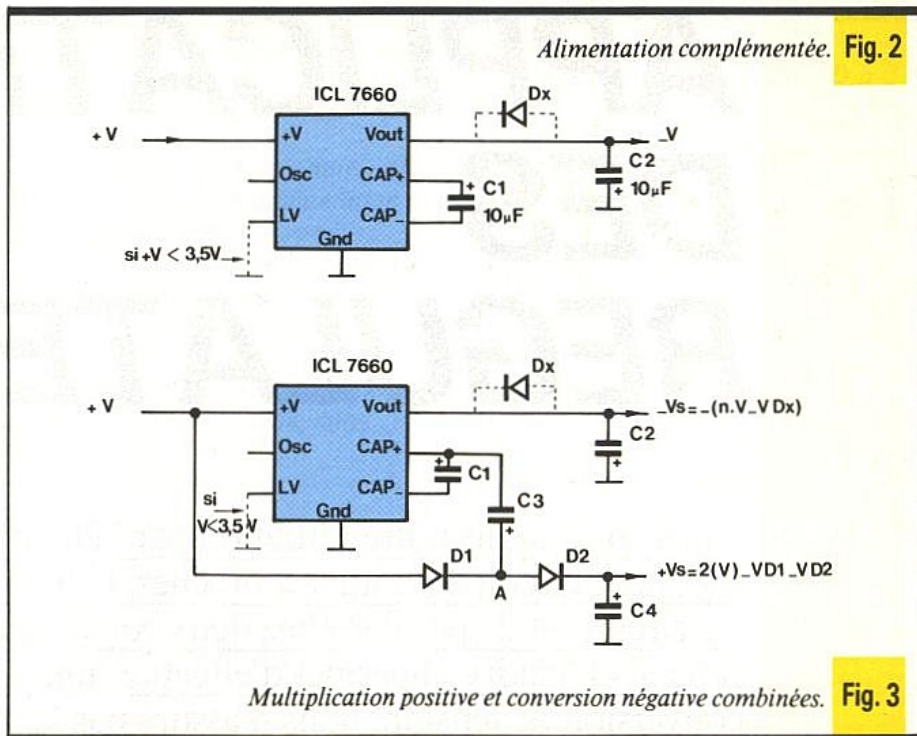 Alimentation complémentée. Fig. 2
ICL 7660
Dx
+V
+V
Vout
_V
Osc
CAP+
+
C1
10µF
C2
+
10µF
LV
CAP_
Gnd
si +V < 3,5V
ICL 7660
Dx
+V
+V
Vout
_Vs=_(n.V_VDx)
Osc
CAP+
+
C1
C2
+
LV
CAP_
C3
+
si
V<3,5 V
Gnd
D1
D2
A
+Vs=2(V)_VD1_VD2
+
C4
Multiplication positive et conversion négative combinées. Fig. 3